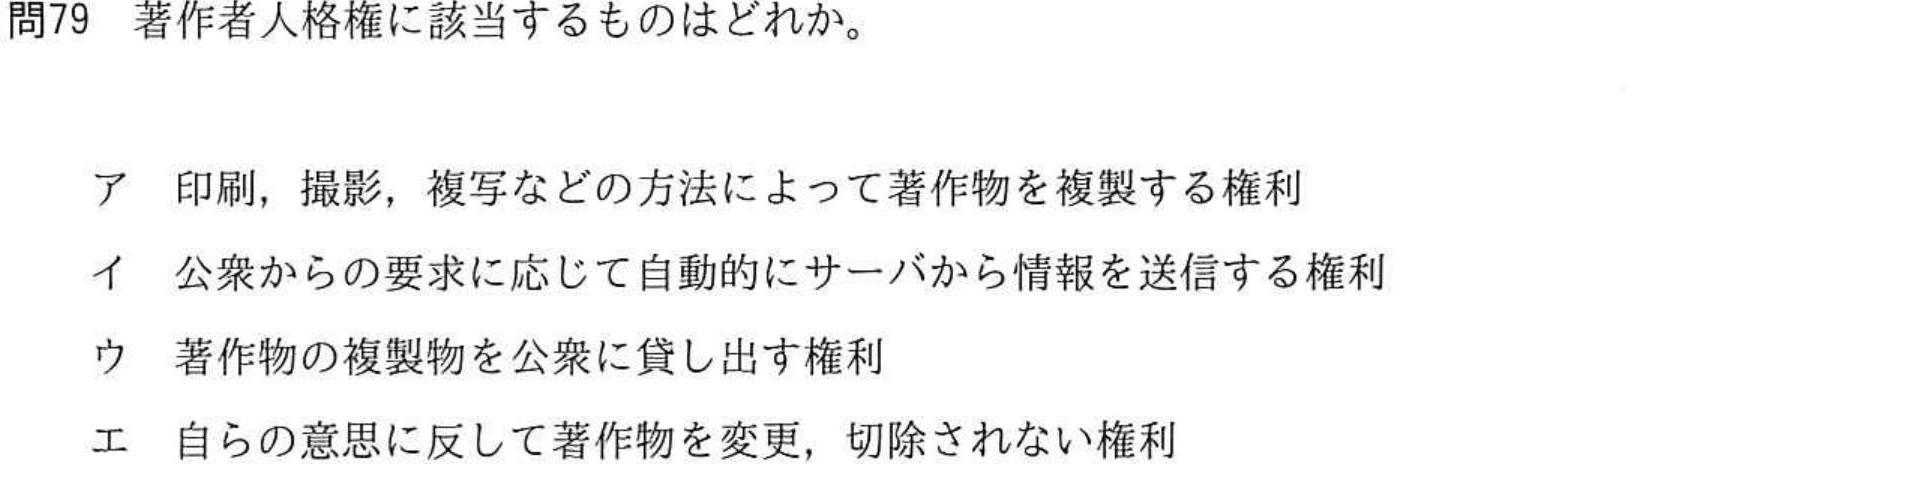 問79 著作者人格権に該当するものはどれか。
ア 印刷，撮影，複写などの方法によって著作物を複製する権利
イ 公衆からの要求に応じて自動的にサーバから情報を送信する権利
ウ 著作物の複製物を公衆に貸し出す権利
エ 自らの意思に反して著作物を変更，切除されない権利